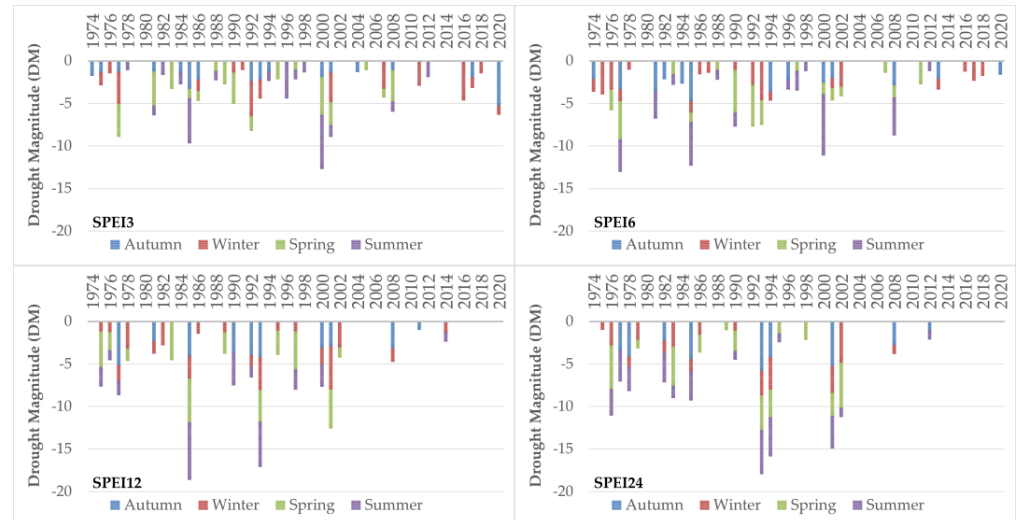 1974 1976 1978 1980 1982 1984 1986 1988 1990 1992 1994 1996 1998 2000 2002 2004 2006 2008 2010 2012 2014 2016 2018 2020
0
-5
-10
-15
-20
Drought Magnitude (DM)
SPEI3
Autumn Winter Spring Summer
1974 1976 1978 1980 1982 1984 1986 1988 1990 1992 1994 1996 1998 2000 2002 2004 2006 2008 2010 2012 2014 2016 2018 2020
0
-5
-10
-15
-20
Drought Magnitude (DM)
SPEI6
Autumn Winter Spring Summer
1974 1976 1978 1980 1982 1984 1986 1988 1990 1992 1994 1996 1998 2000 2002 2004 2006 2008 2010 2012 2014 2016 2018 2020
0
-5
-10
-15
-20
Drought Magnitude (DM)
SPEI12
Autumn Winter Spring Summer
1974 1976 1978 1980 1982 1984 1986 1988 1990 1992 1994 1996 1998 2000 2002 2004 2006 2008 2010 2012 2014 2016 2018 2020
0
-5
-10
-15
-20
Drought Magnitude (DM)
SPEI24
Autumn Winter Spring Summer